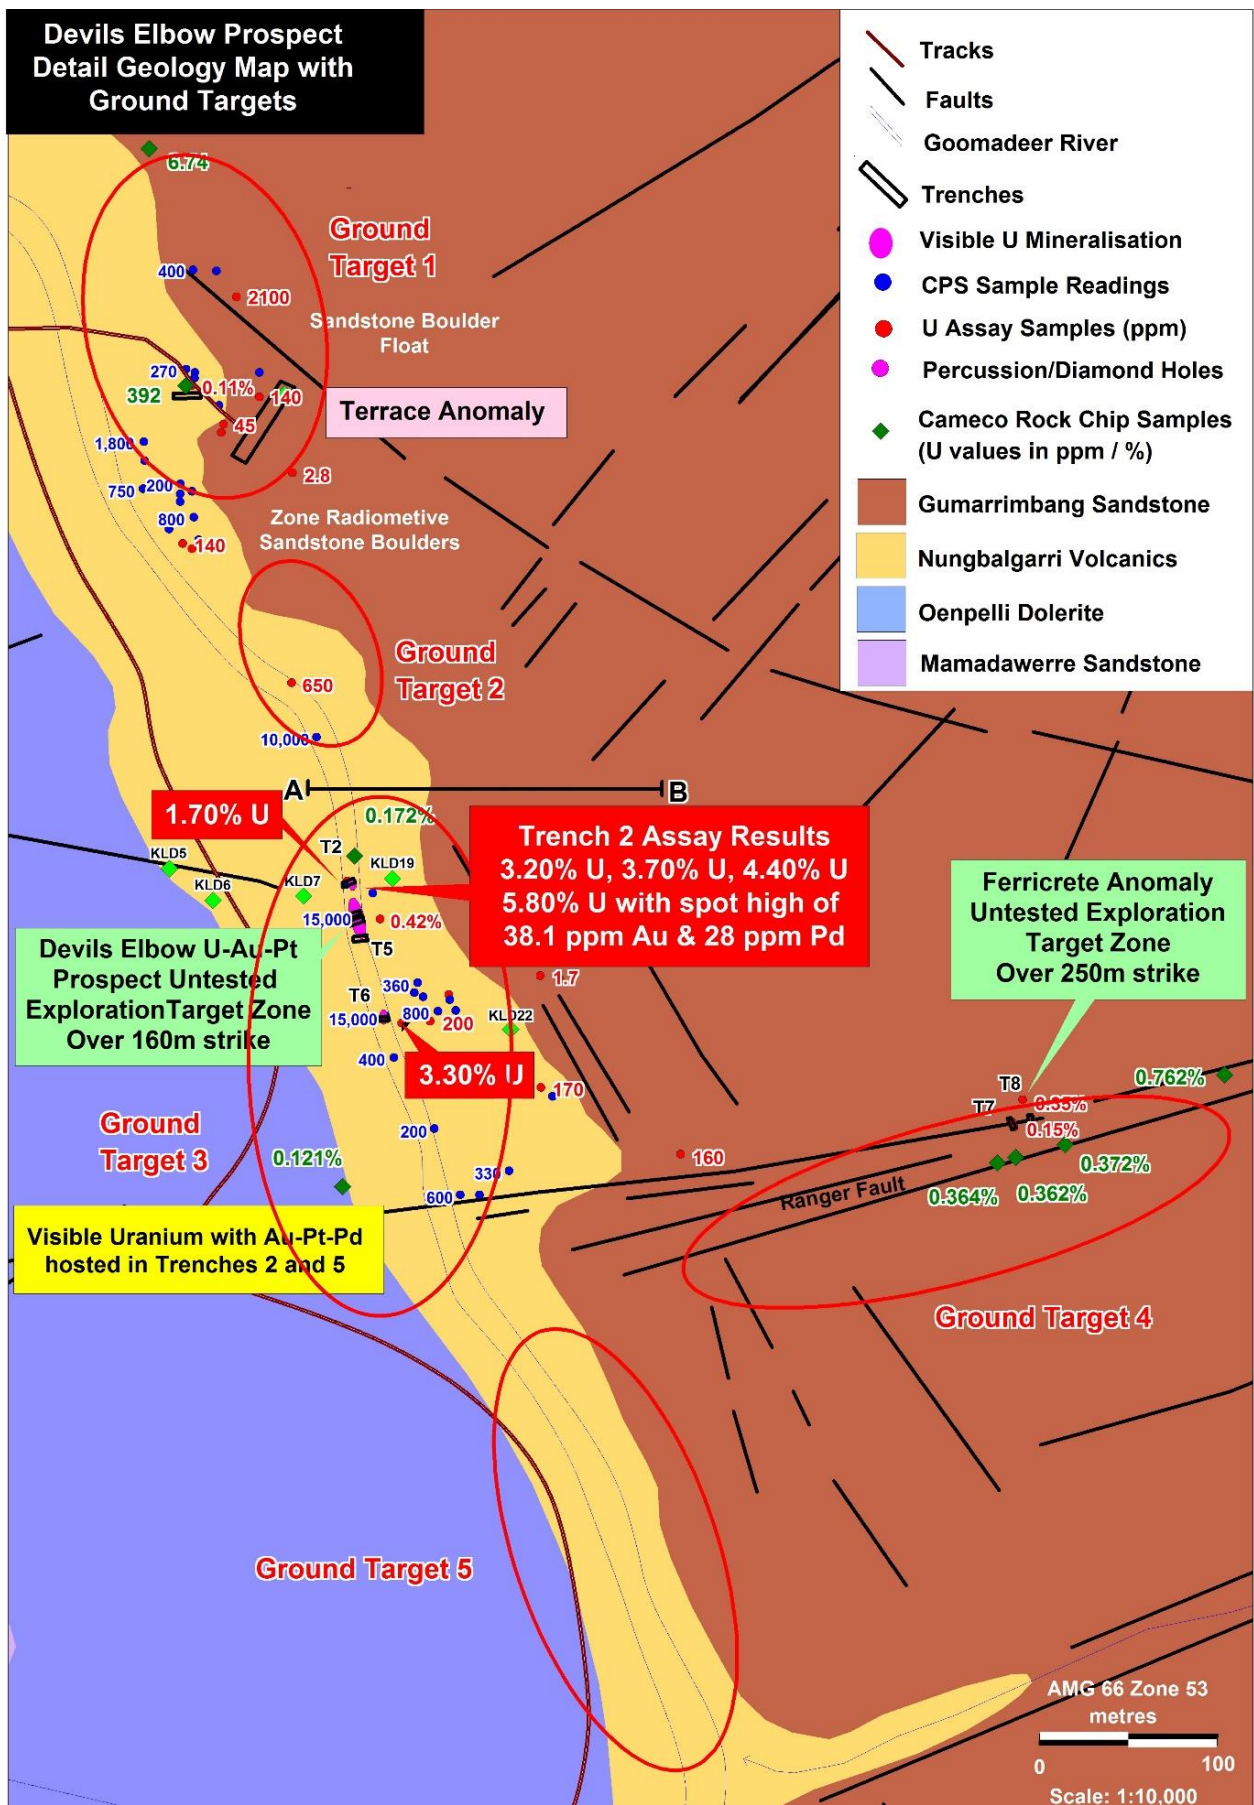 Devils Elbow Prospect
Detail Geology Map with
Ground Targets
Tracks
Faults
Goomadeer River
Trenches
Visible U Mineralisation
CPS Sample Readings
U Assay Samples (ppm)
Percussion/Diamond Holes
Cameco Rock Chip Samples
(U values in ppm / %)
Gumarrimbang Sandstone
Nungbalgarri Volcanics
Oenpelli Dolerite
Mamadawerre Sandstone
6.74
Ground
Target 1
400
2100
Sandstone Boulder
Float
270
392
0.11%
140
Terrace Anomaly
45
1,800
2.8
750
200
800
140
Zone Radiometive
Sandstone Boulders
Ground
Target 2
650
10,000
A
B
1.70% U
0.172%
T2
KLD5
KLD6
KLD7
KLD19
Trench 2 Assay Results
3.20% U, 3.70% U, 4.40% U
5.80% U with spot high of
38.1 ppm Au & 28 ppm Pd
Ferricrete Anomaly
Untested Exploration
Target Zone
Over 250m strike
15,000
0.42%
T5
Devils Elbow U-Au-Pt
Prospect Untested
ExplorationTarget Zone
Over 160m strike
1.7
360
T6
15,000
800
200
KLD22
400
3.30% U
170
T8
0.762%
T7
0.35%
0.15%
Ground
Target 3
200
0.121%
160
330
600
0.372%
Ranger Fault
0.364%
0.362%
Visible Uranium with Au-Pt-Pd
hosted in Trenches 2 and 5
Ground Target 4
Ground Target 5
AMG 66 Zone 53
metres
0
100
Scale: 1:10,000